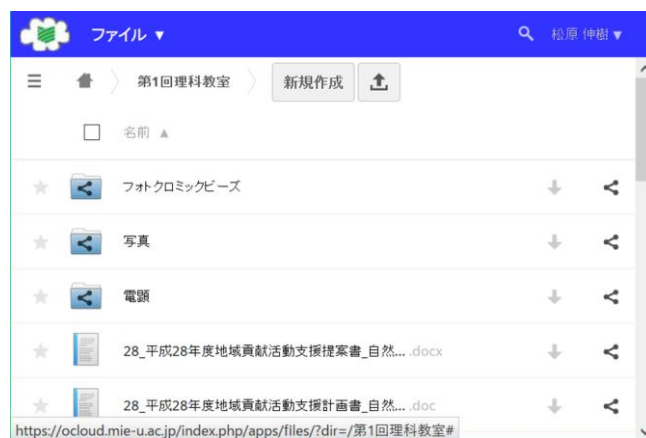 ファイル ▼ 松原 伸樹 ▼
第1回理科教室 新規作成
名前 ▲
フォトクロミックビーズ
写真
電顕
28_平成28年度地域貢献活動支援提案書_自然... .docx
28_平成28年度地域貢献活動支援計画書_自然... .doc
https://ocloud.mie-u.ac.jp/index.php/apps/files/?dir=/第1回理科教室#